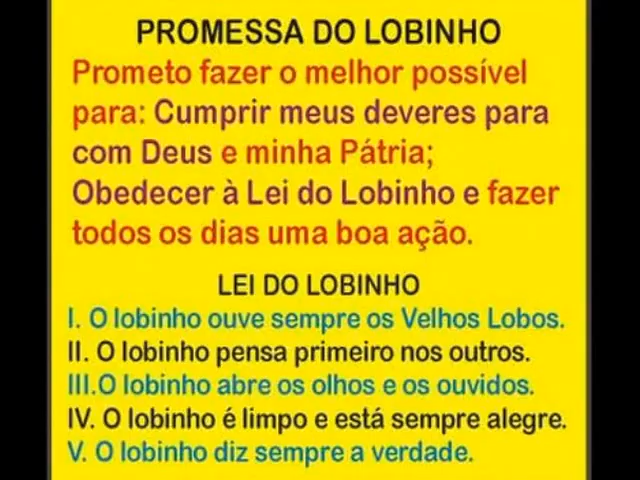 PROMESSA DO LOBINHO
Prometo fazer o melhor possível
para: Cumprir meus deveres para
com Deus e minha Pátria;
Obedecer à Lei do Lobinho e fazer
todos os dias uma boa ação.
LEI DO LOBINHO
I. O lobinho ouve sempre os Velhos Lobos.
II. O lobinho pensa primeiro nos outros.
III.O lobinho abre os olhos e os ouvidos.
IV. O lobinho é limpo e está sempre alegre.
V. O lobinho diz sempre a verdade.